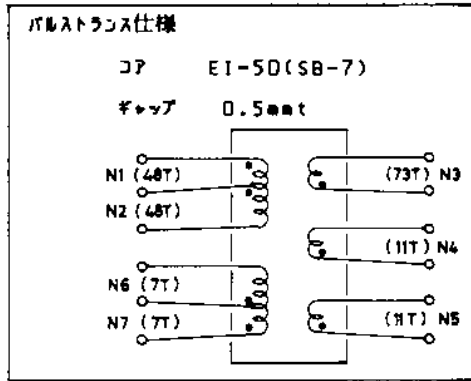 パルストランス仕様
コア EI-50(SB-7)
ギャップ 0.5mmt
N1 (48T)
N2 (48T)
N6 (7T)
N7 (7T)
(73T) N3
(11T) N4
(11T) N5